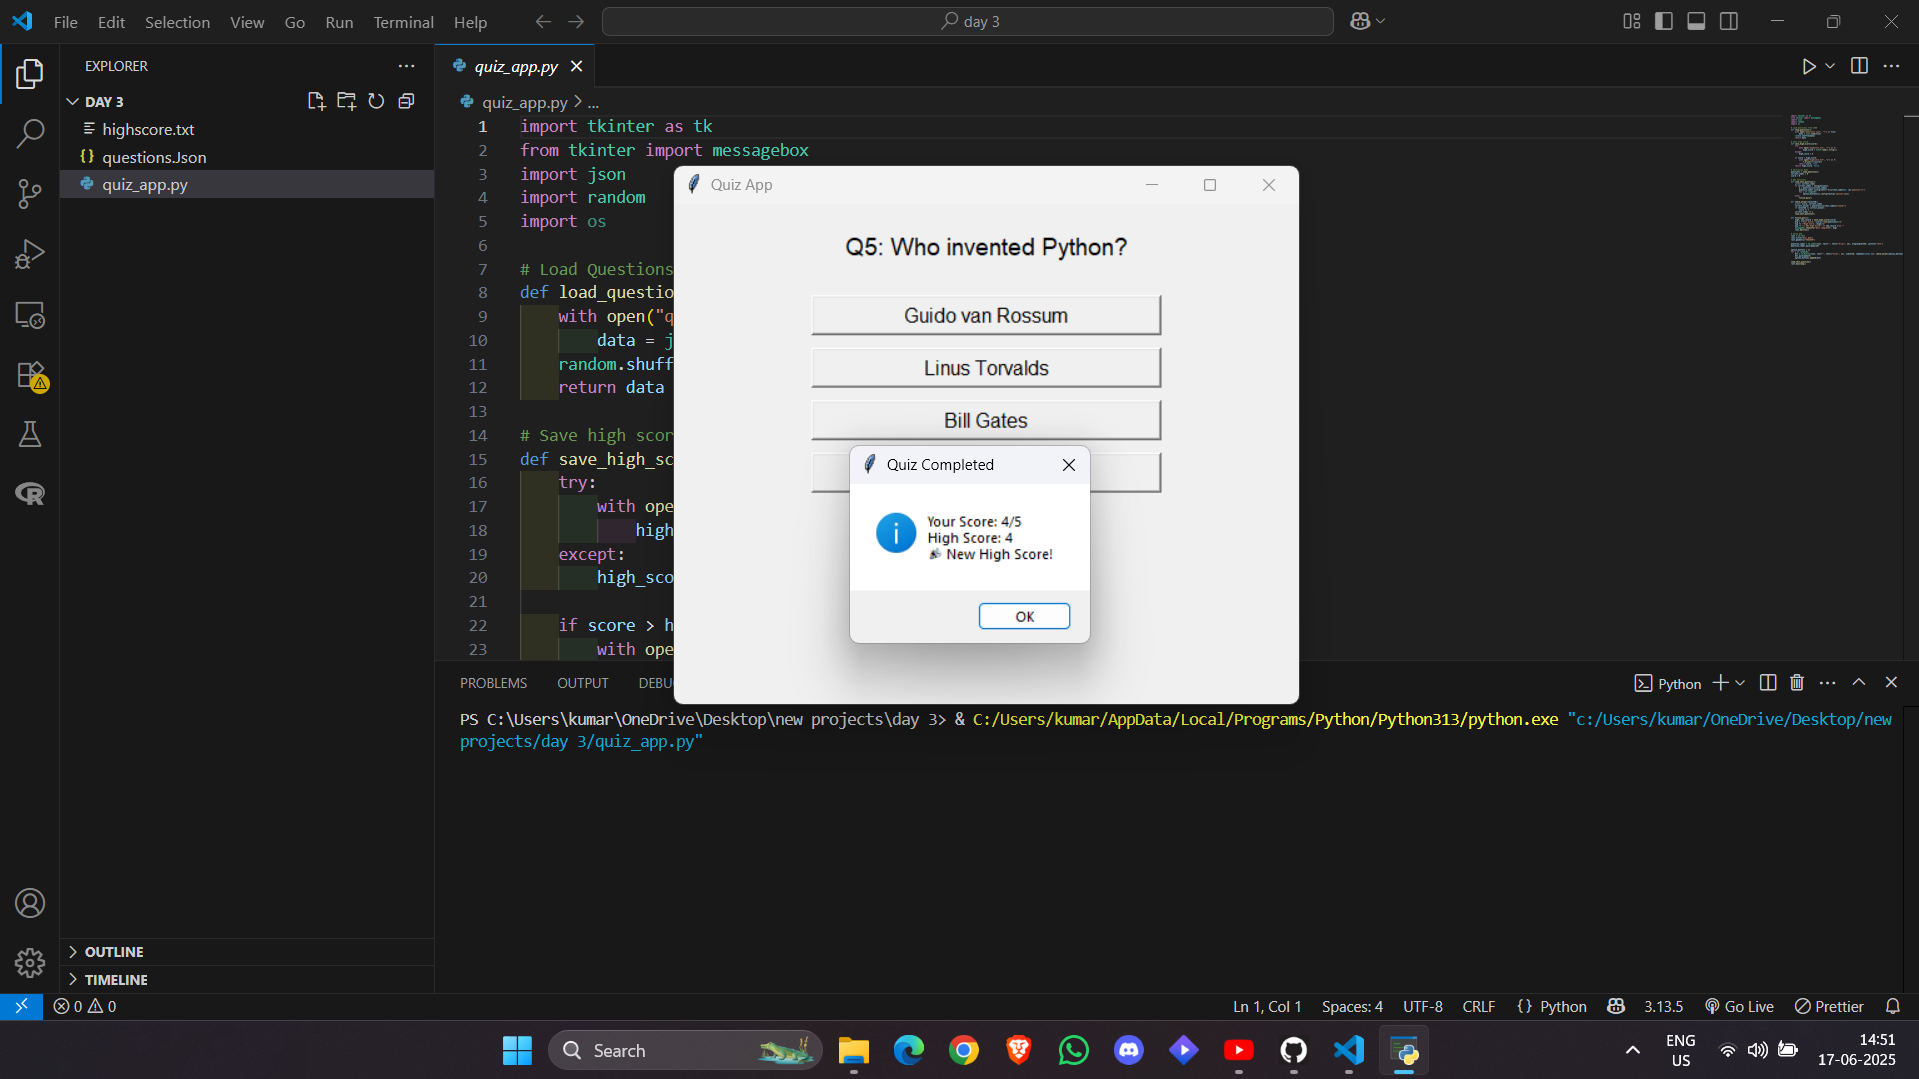 File Edit Selection View Go Run Terminal Help
day 3
EXPLORER
DAY 3
highscore.txt
{} questions.Json
quiz_app.py
OUTLINE
TIMELINE
quiz_app.py
quiz_app.py > ...
1 import tkinter as tk
2 from tkinter import messagebox
3 import json
4 import random
5 import os
6
7 # Load Questions
8 def load_questio
9 with open("q
10 data = j
11 random.shuff
12 return data
13
14 # Save high scor
15 def save_high_sc
16 try:
17 with ope
18 high
19 except:
20 high_sco
21
22 if score > h
23 with ope
Quiz App
Q5: Who invented Python?
Guido van Rossum
Linus Torvalds
Bill Gates
Quiz Completed
Your Score: 4/5
High Score: 4
🎉 New High Score!
OK
PROBLEMS OUTPUT DEBU
Python
PS C:\Users\kumar\OneDrive\Desktop\new projects\day 3> & C:/Users/kumar/AppData/Local/Programs/Python/Python313/python.exe "c:/Users/kumar/OneDrive/Desktop/new
projects/day 3/quiz_app.py"
0 0
Ln 1, Col 1 Spaces: 4 UTF-8 CRLF {} Python 3.13.5 Go Live Prettier
Search
ENG
US
14:51
17-06-2025